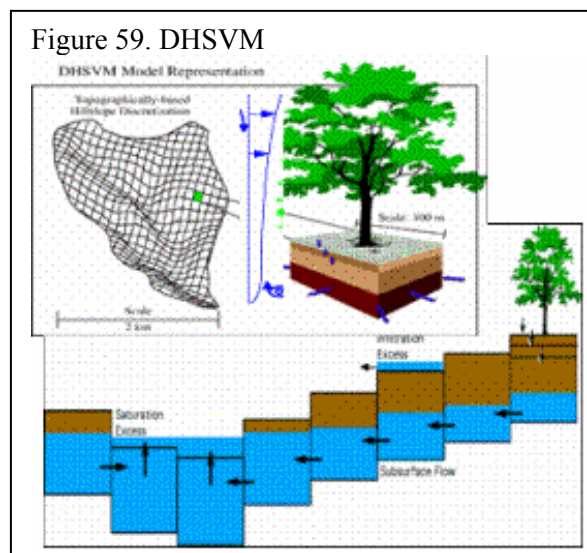 Figure 59. DHSVM
DHSVM Model Representation
Topographically-based
Hillslope Discretization
Scale: 100 m
Scale
2 km
Infiltration
Excess
Saturation
Excess
Subsurface Flow